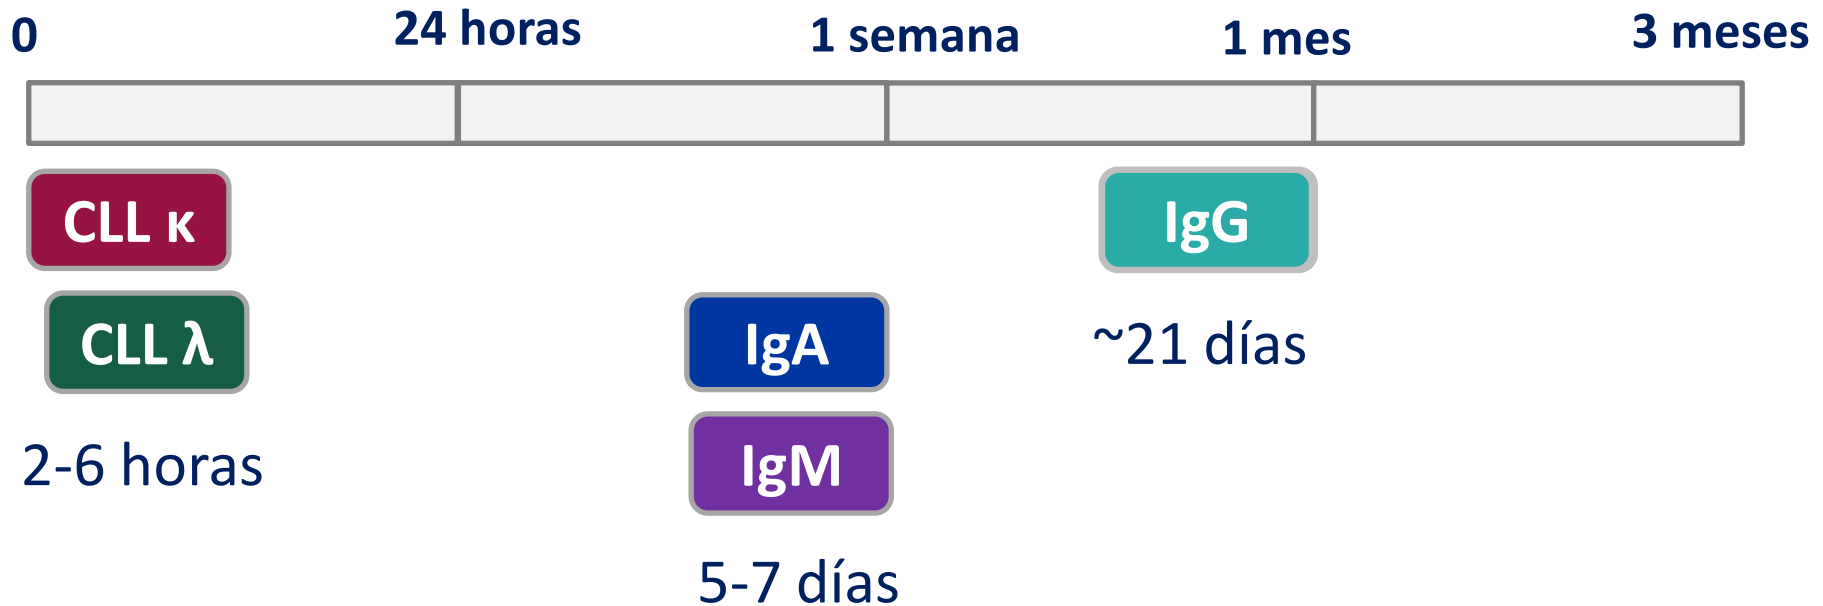 0
24 horas
1 semana
1 mes
3 meses
CLL κ
IgG
CLL λ
IgA
~21 días
2-6 horas
IgM
5-7 días